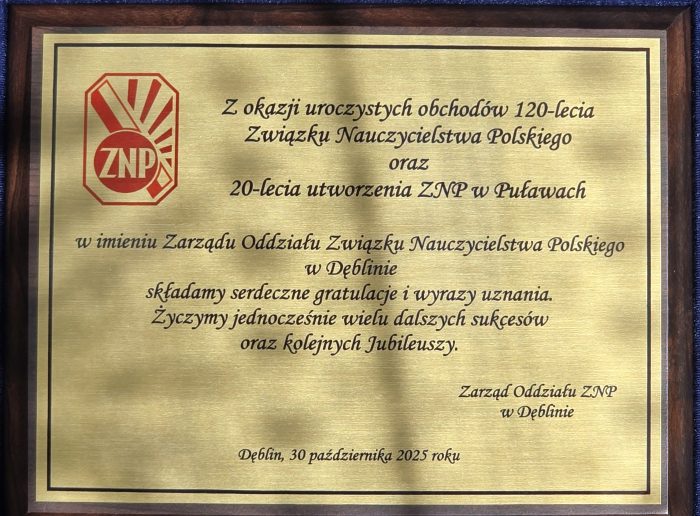 ZNP
Z okazji uroczystych obchodów 120-lecia
Związku Nauczycielstwa Polskiego
oraz
20-lecia utworzenia ZNP w Puławach
w imieniu Zarządu Oddziału Związku Nauczycielstwa Polskiego
w Dęblinie
składamy serdeczne gratulacje i wyrazy uznania.
Życzymy jednocześnie wielu dalszych sukcesów
oraz kolejnych Jubileuszy.
Zarząd Oddziału ZNP
w Dęblinie
Dęblin, 30 października 2025 roku